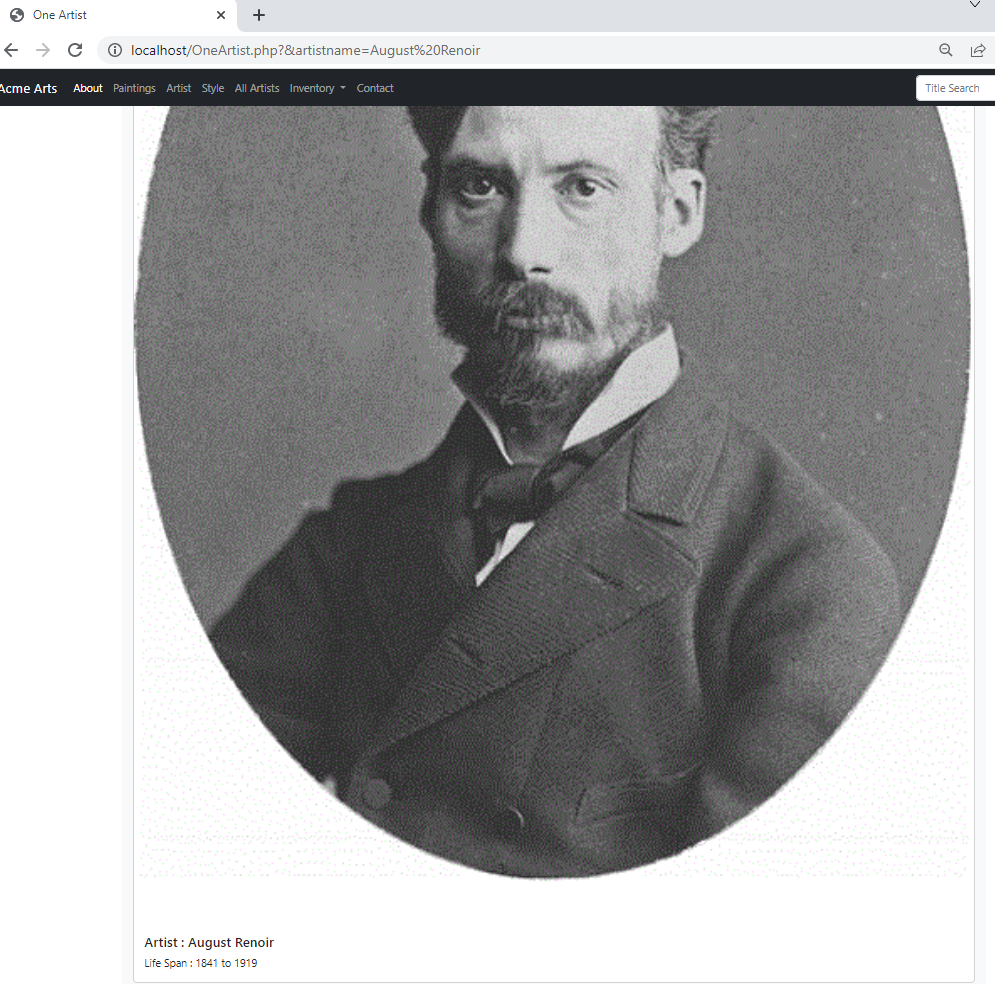 One Artist
localhost/OneArtist.php?&artistname=August%20Renoir
Acme Arts About Paintings Artist Style All Artists Inventory Contact Title Search
Artist : August Renoir
Life Span : 1841 to 1919